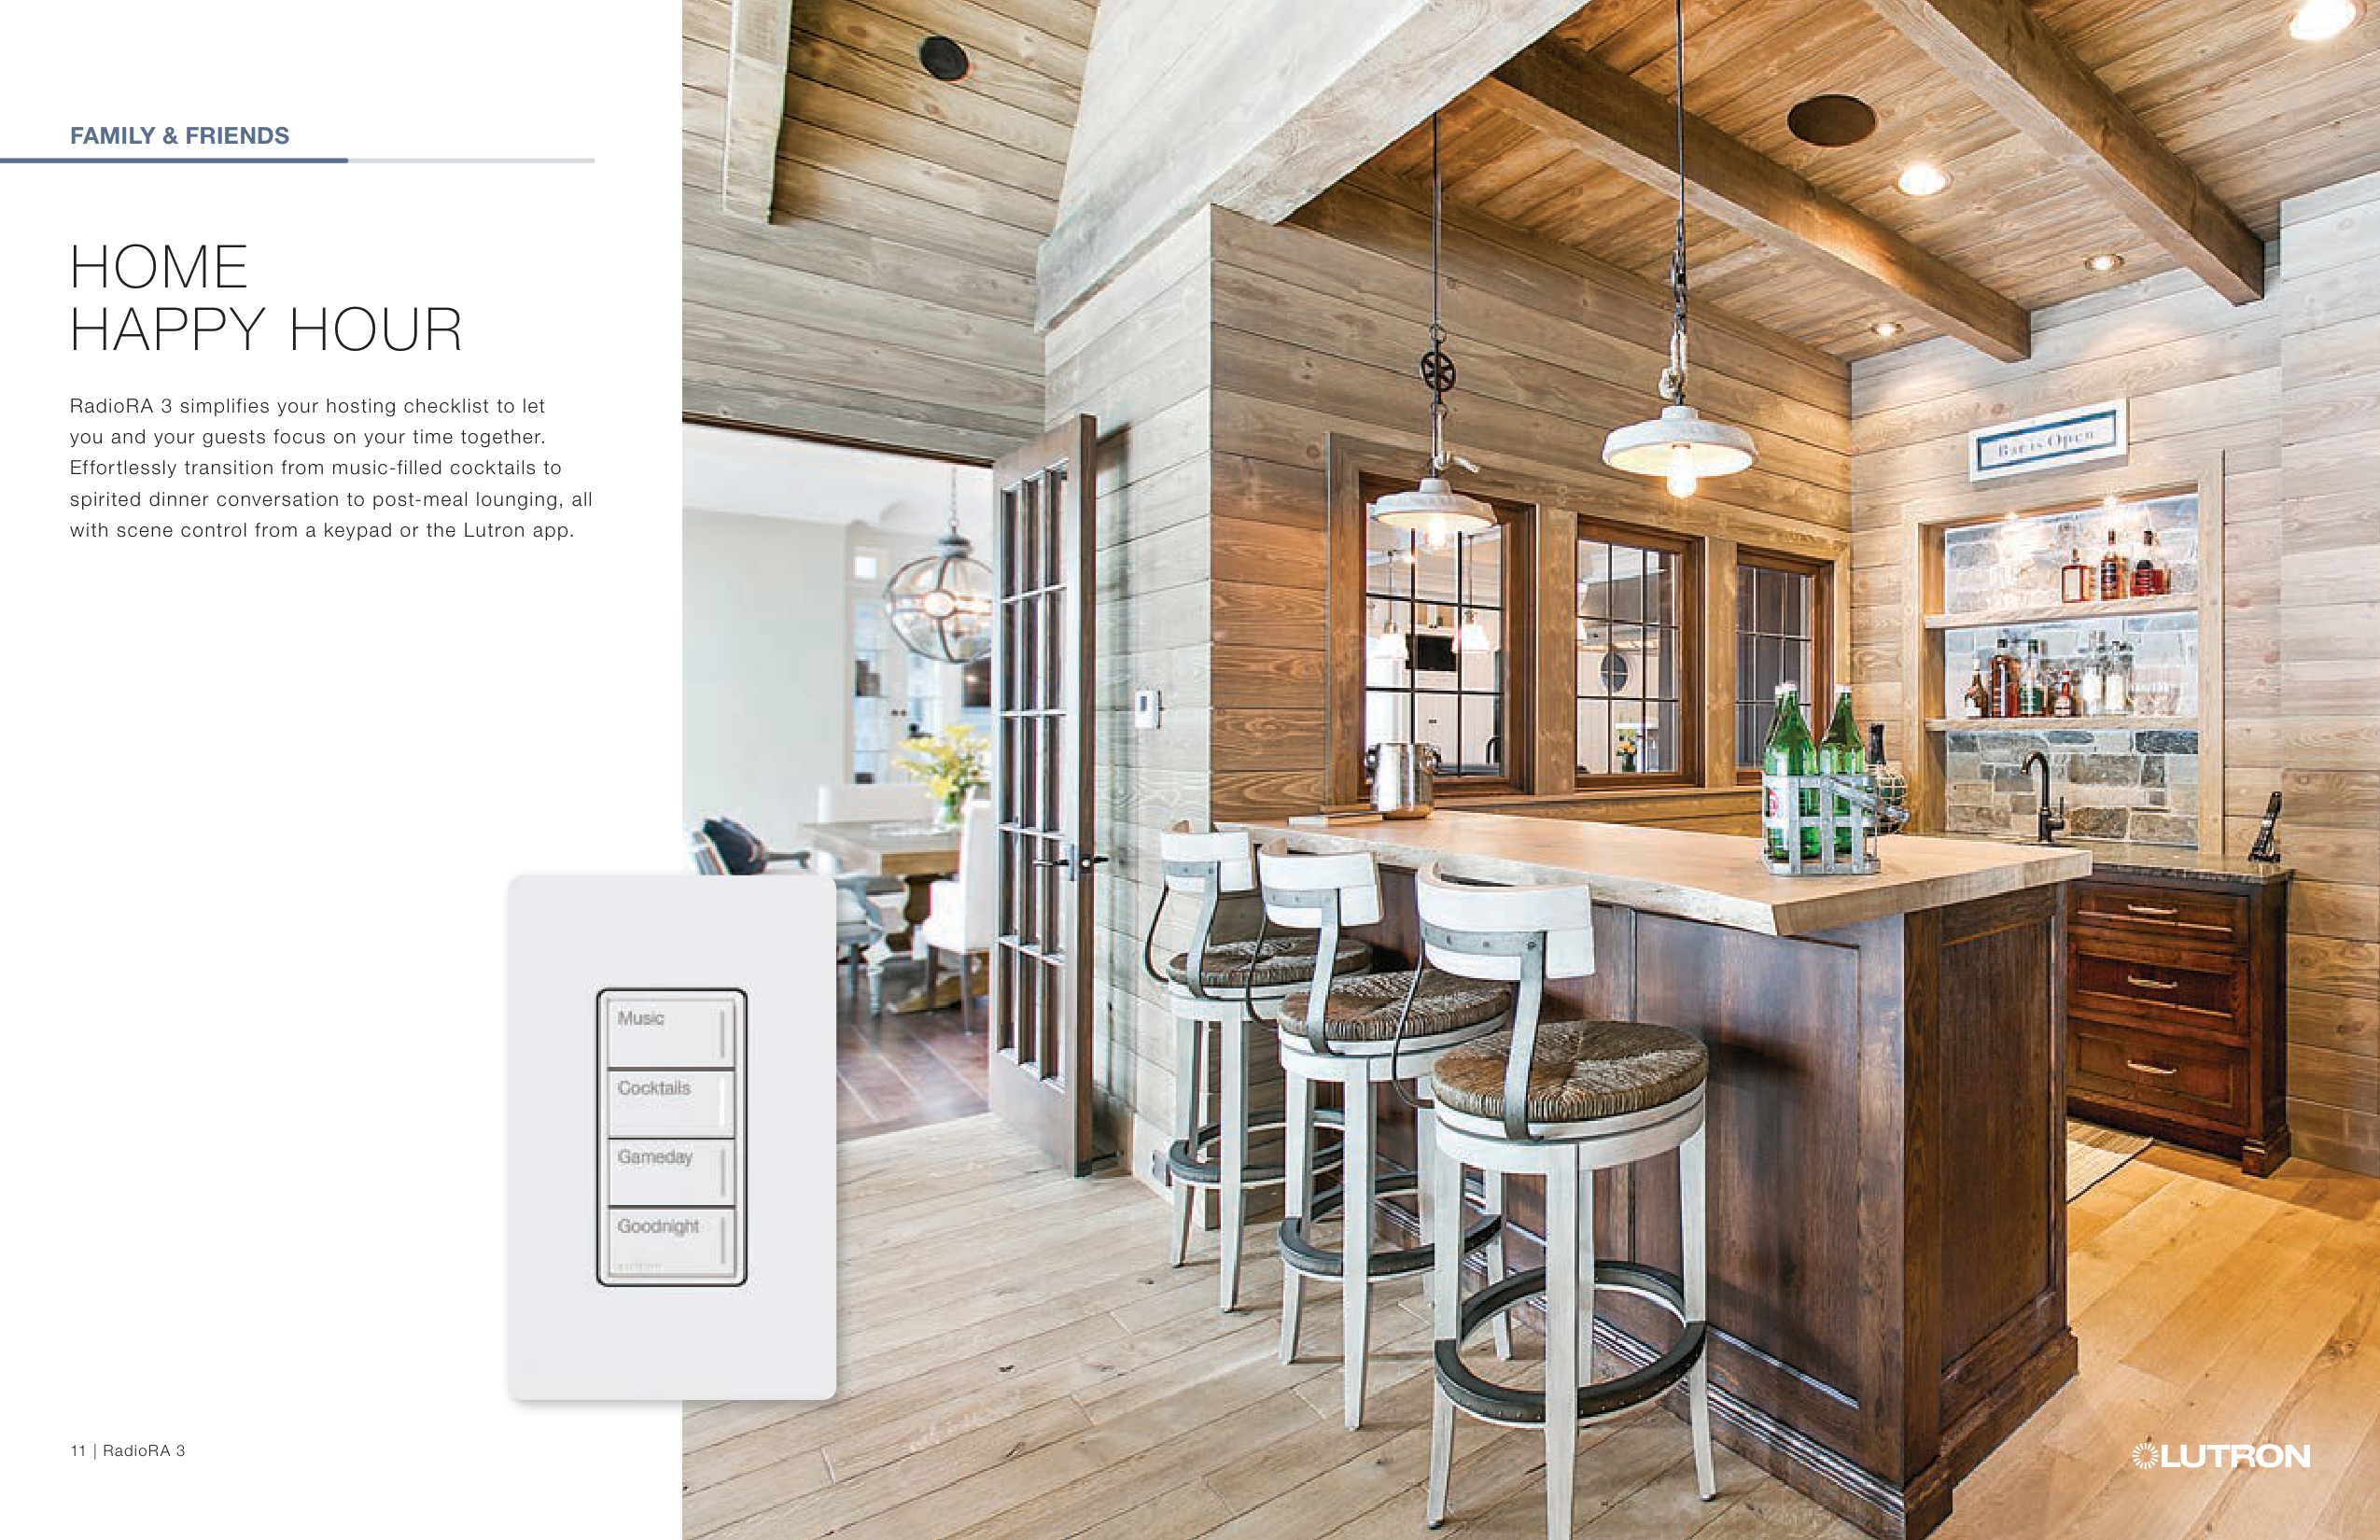 FAMILY & FRIENDS
HOME
HAPPY HOUR
RadioRA 3 simplifies your hosting checklist to let
you and your guests focus on your time together.
Effortlessly transition from music-filled cocktails to
spirited dinner conversation to post-meal lounging, all
with scene control from a keypad or the Lutron app.
Bar is Open
Music
Cocktails
Gameday
Goodnight
11 | RadioRA 3
LUTRON